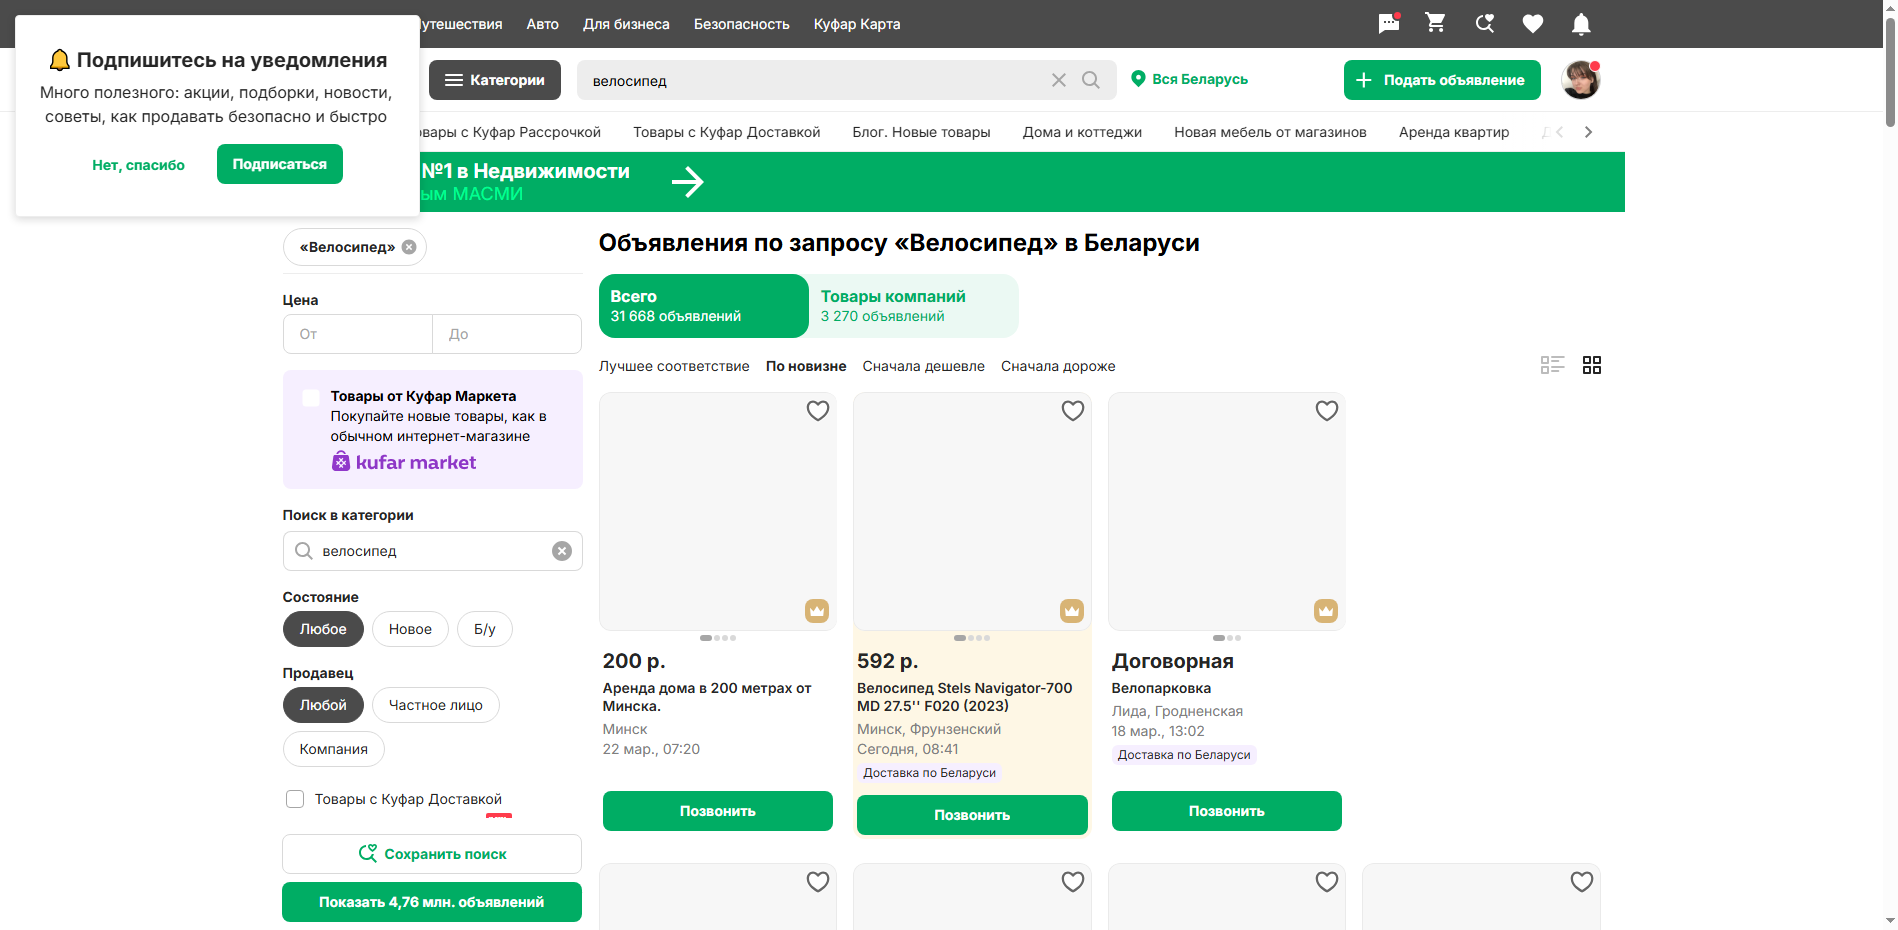 Путешествия
Авто
Для бизнеса
Безопасность
Куфар Карта
Подпишитесь на уведомления
Много полезного: акции, подборки, новости,
советы, как продавать безопасно и быстро
Нет, спасибо
Подписаться
Категории
велосипед
Вся Беларусь
Подать объявление
овары с Куфар Рассрочкой
Товары с Куфар Доставкой
Блог. Новые товары
Дома и коттеджи
Новая мебель от магазинов
Аренда квартир
№1 в Недвижимости
ым МАСМИ
«Велосипед»
Цена
От
До
Товары от Куфар Маркета
Покупайте новые товары, как в
обычном интернет-магазине
kufar market
Поиск в категории
велосипед
Состояние
Любое
Новое
Б/у
Продавец
Любой
Частное лицо
Компания
Товары с Куфар Доставкой
Сохранить поиск
Показать 4,76 млн. объявлений
Объявления по запросу «Велосипед» в Беларуси
Всего
31 668 объявлений
Товары компаний
3 270 объявлений
Лучшее соответствие
По новизне
Сначала дешевле
Сначала дороже
200 р.
Аренда дома в 200 метрах от
Минска.
Минск
22 мар., 07:20
Позвонить
592 р.
Велосипед Stels Navigator-700
MD 27.5'' F020 (2023)
Минск, Фрунзенский
Сегодня, 08:41
Доставка по Беларуси
Позвонить
Договорная
Велопарковка
Лида, Гродненская
18 мар., 13:02
Доставка по Беларуси
Позвонить